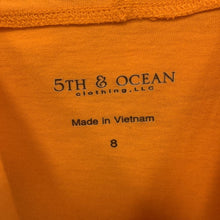 5TH & OCEAN
clothing, LLC
Made in Vietnam
8